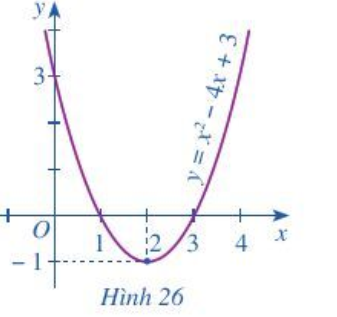 y
3
y = x² – 4x + 3
O
1
2
3
4
x
– 1
Hình 26